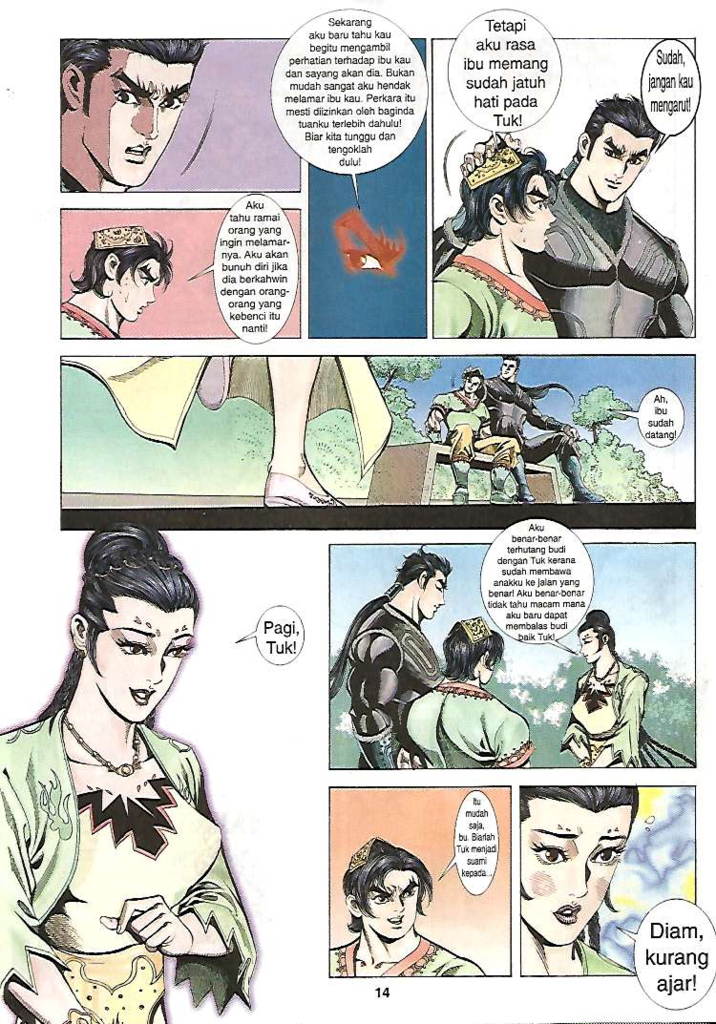 Sekarang
aku baru tahu kau
begitu mengambil
perhatian terhadap ibu kau
dan sayang akan dia. Bukan
mudah sangat aku hendak
melamar ibu kau. Perkara itu
mesti diizinkan oleh baginda
tuanku terlebih dahulu!
Biar kita tunggu dan
tengoklah
dulu!
Tetapi
aku rasa
ibu memang
sudah jatuh
hati pada
Tuk!
Sudah,
jangan kau
mengarut!
Aku
tahu ramai
orang yang
ingin melamar-
nya. Aku akan
bunuh diri jika
dia berkahwin
dengan orang-
orang yang
kebenci itu
nanti!
Ah,
ibu
sudah
datang!
Pagi,
Tuk!
Aku
benar-benar
terhutang budi
dengan Tuk kerana
sudah membawa
anakku ke jalan yang
benar! Aku benar-benar
tidak tahu macam mana
aku baru dapat
membalas budi
baik Tuk!
Itu
mudah
saja,
bu. Biarlah
Tuk menjadi
suami
kepada...
Diam,
kurang
ajar!
14